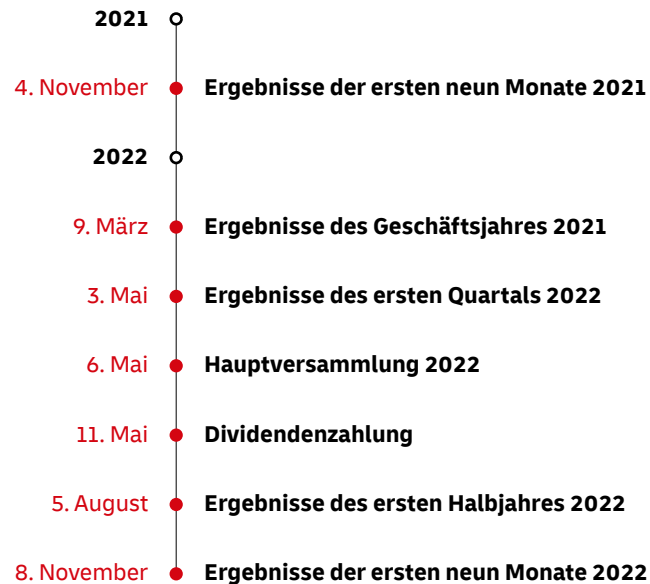 2021
4. November Ergebnisse der ersten neun Monate 2021
2022
9. März Ergebnisse des Geschäftsjahres 2021
3. Mai Ergebnisse des ersten Quartals 2022
6. Mai Hauptversammlung 2022
11. Mai Dividendenzahlung
5. August Ergebnisse des ersten Halbjahres 2022
8. November Ergebnisse der ersten neun Monate 2022